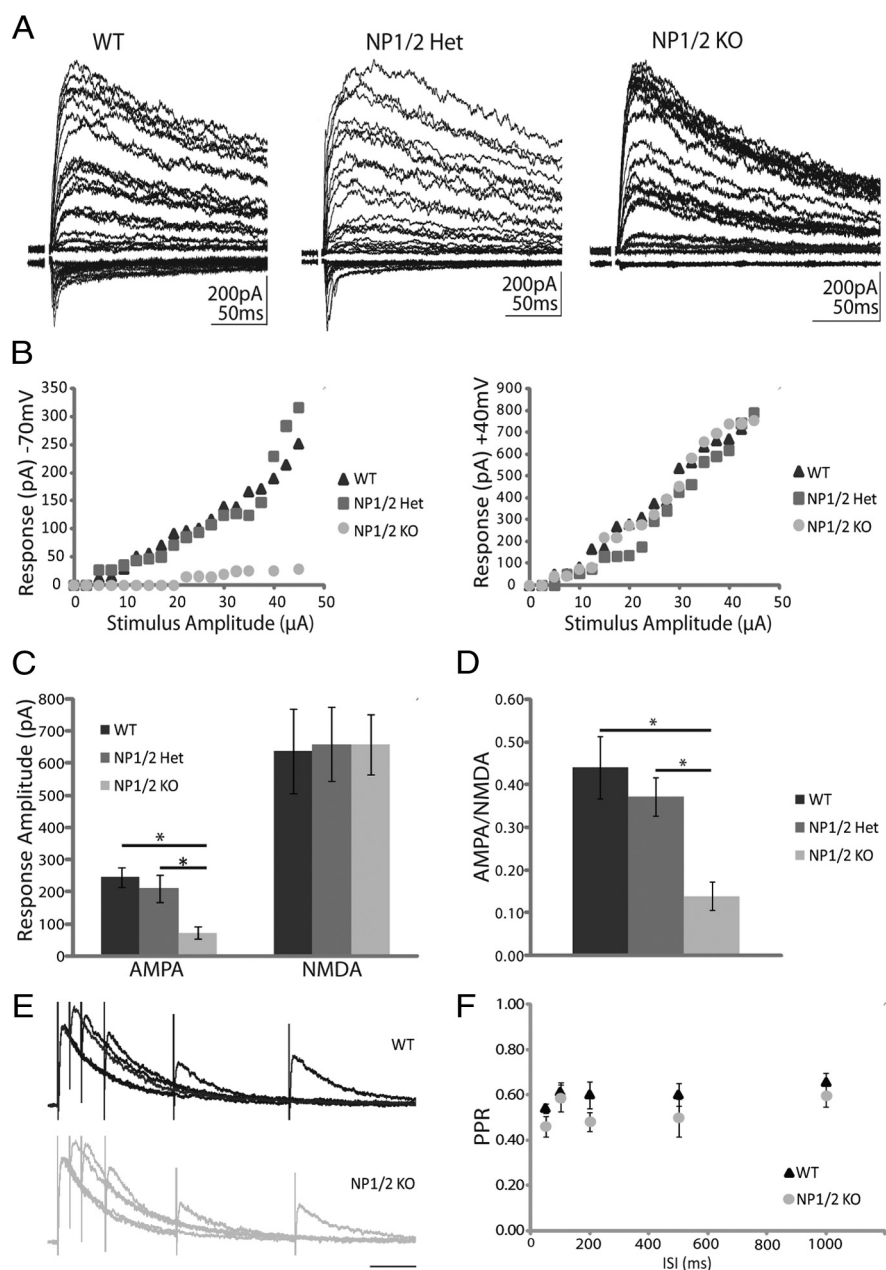 A
WT
NP1/2 Het
NP1/2 KO
200pA
50ms
200pA
50ms
200pA
50ms
B
Response (pA) -70mV
350
300
250
200
150
100
50
0
0 10 20 30 40 50
Stimulus Amplitude (µA)
WT
NP1/2 Het
NP1/2 KO
Response (pA) +40mV
900
800
700
600
500
400
300
200
100
0
0 10 20 30 40 50
Stimulus Amplitude (µA)
WT
NP1/2 Het
NP1/2 KO
C
Response Amplitude (pA)
800
700
600
500
400
300
200
100
0
WT
NP1/2 Het
NP1/2 KO
*
*
AMPA
NMDA
D
AMPA/NMDA
0.60
0.50
0.40
0.30
0.20
0.10
0.00
*
*
WT
NP1/2 Het
NP1/2 KO
E
WT
NP1/2 KO
F
PPR
1.00
0.80
0.60
0.40
0.20
0.00
0 200 400 600 800 1000
ISI (ms)
WT
NP1/2 KO